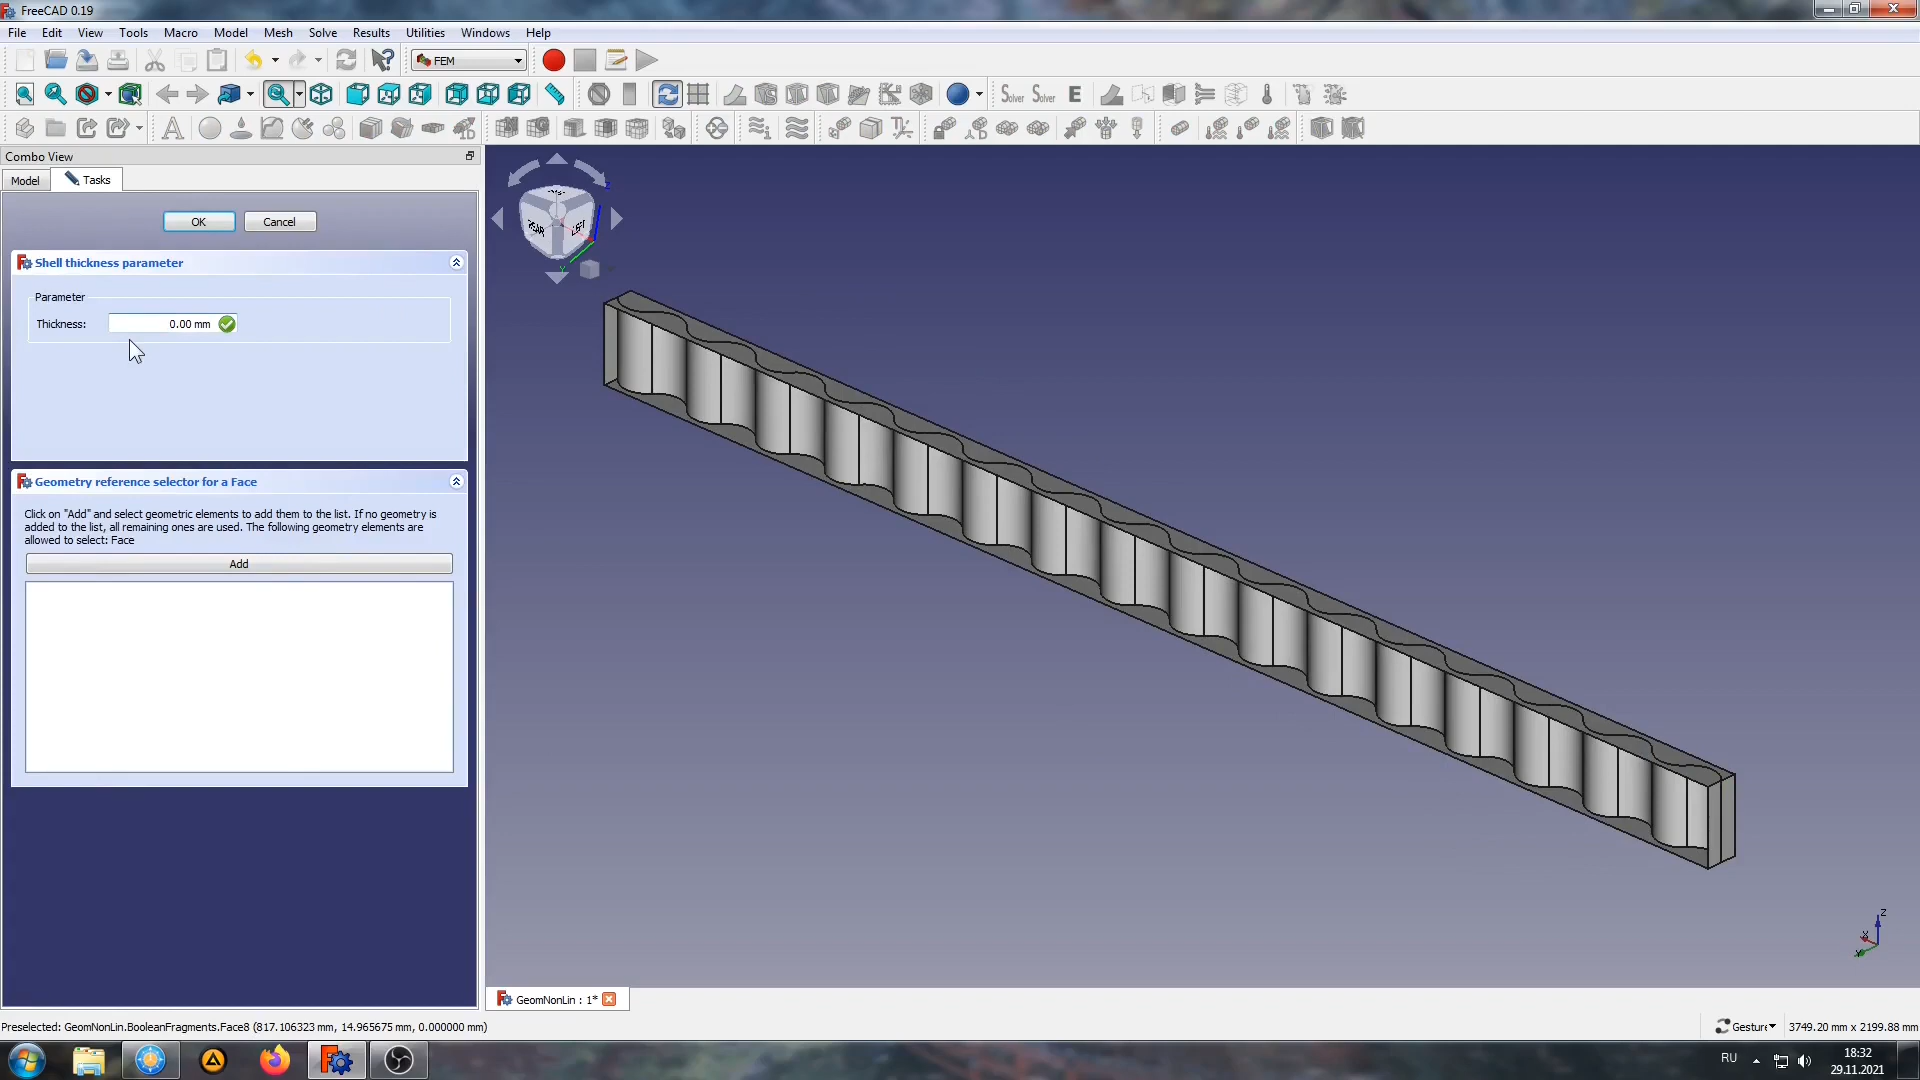 FreeCAD 0.19
File Edit View Tools Macro Model Mesh Solve Results Utilities Windows Help
FEM
Solver Solver E
Combo View
Model Tasks
OK Cancel
Shell thickness parameter
Parameter
Thickness: 0.00 mm
Geometry reference selector for a Face
Click on "Add" and select geometric elements to add them to the list. If no geometry is
added to the list, all remaining ones are used. The following geometry elements are
allowed to select: Face
Add
REAR LEFT
Z
Y
Z
X
Y
GeomNonLin : 1*
Preselected: GeomNonLin.BooleanFragments.Face8 (817.106323 mm, 14.965675 mm, 0.000000 mm)
Gesture 3749.20 mm x 2199.88 mm
RU
18:32
29.11.2021